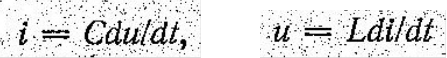 i = Cdu/dt, u = Ldi/dt